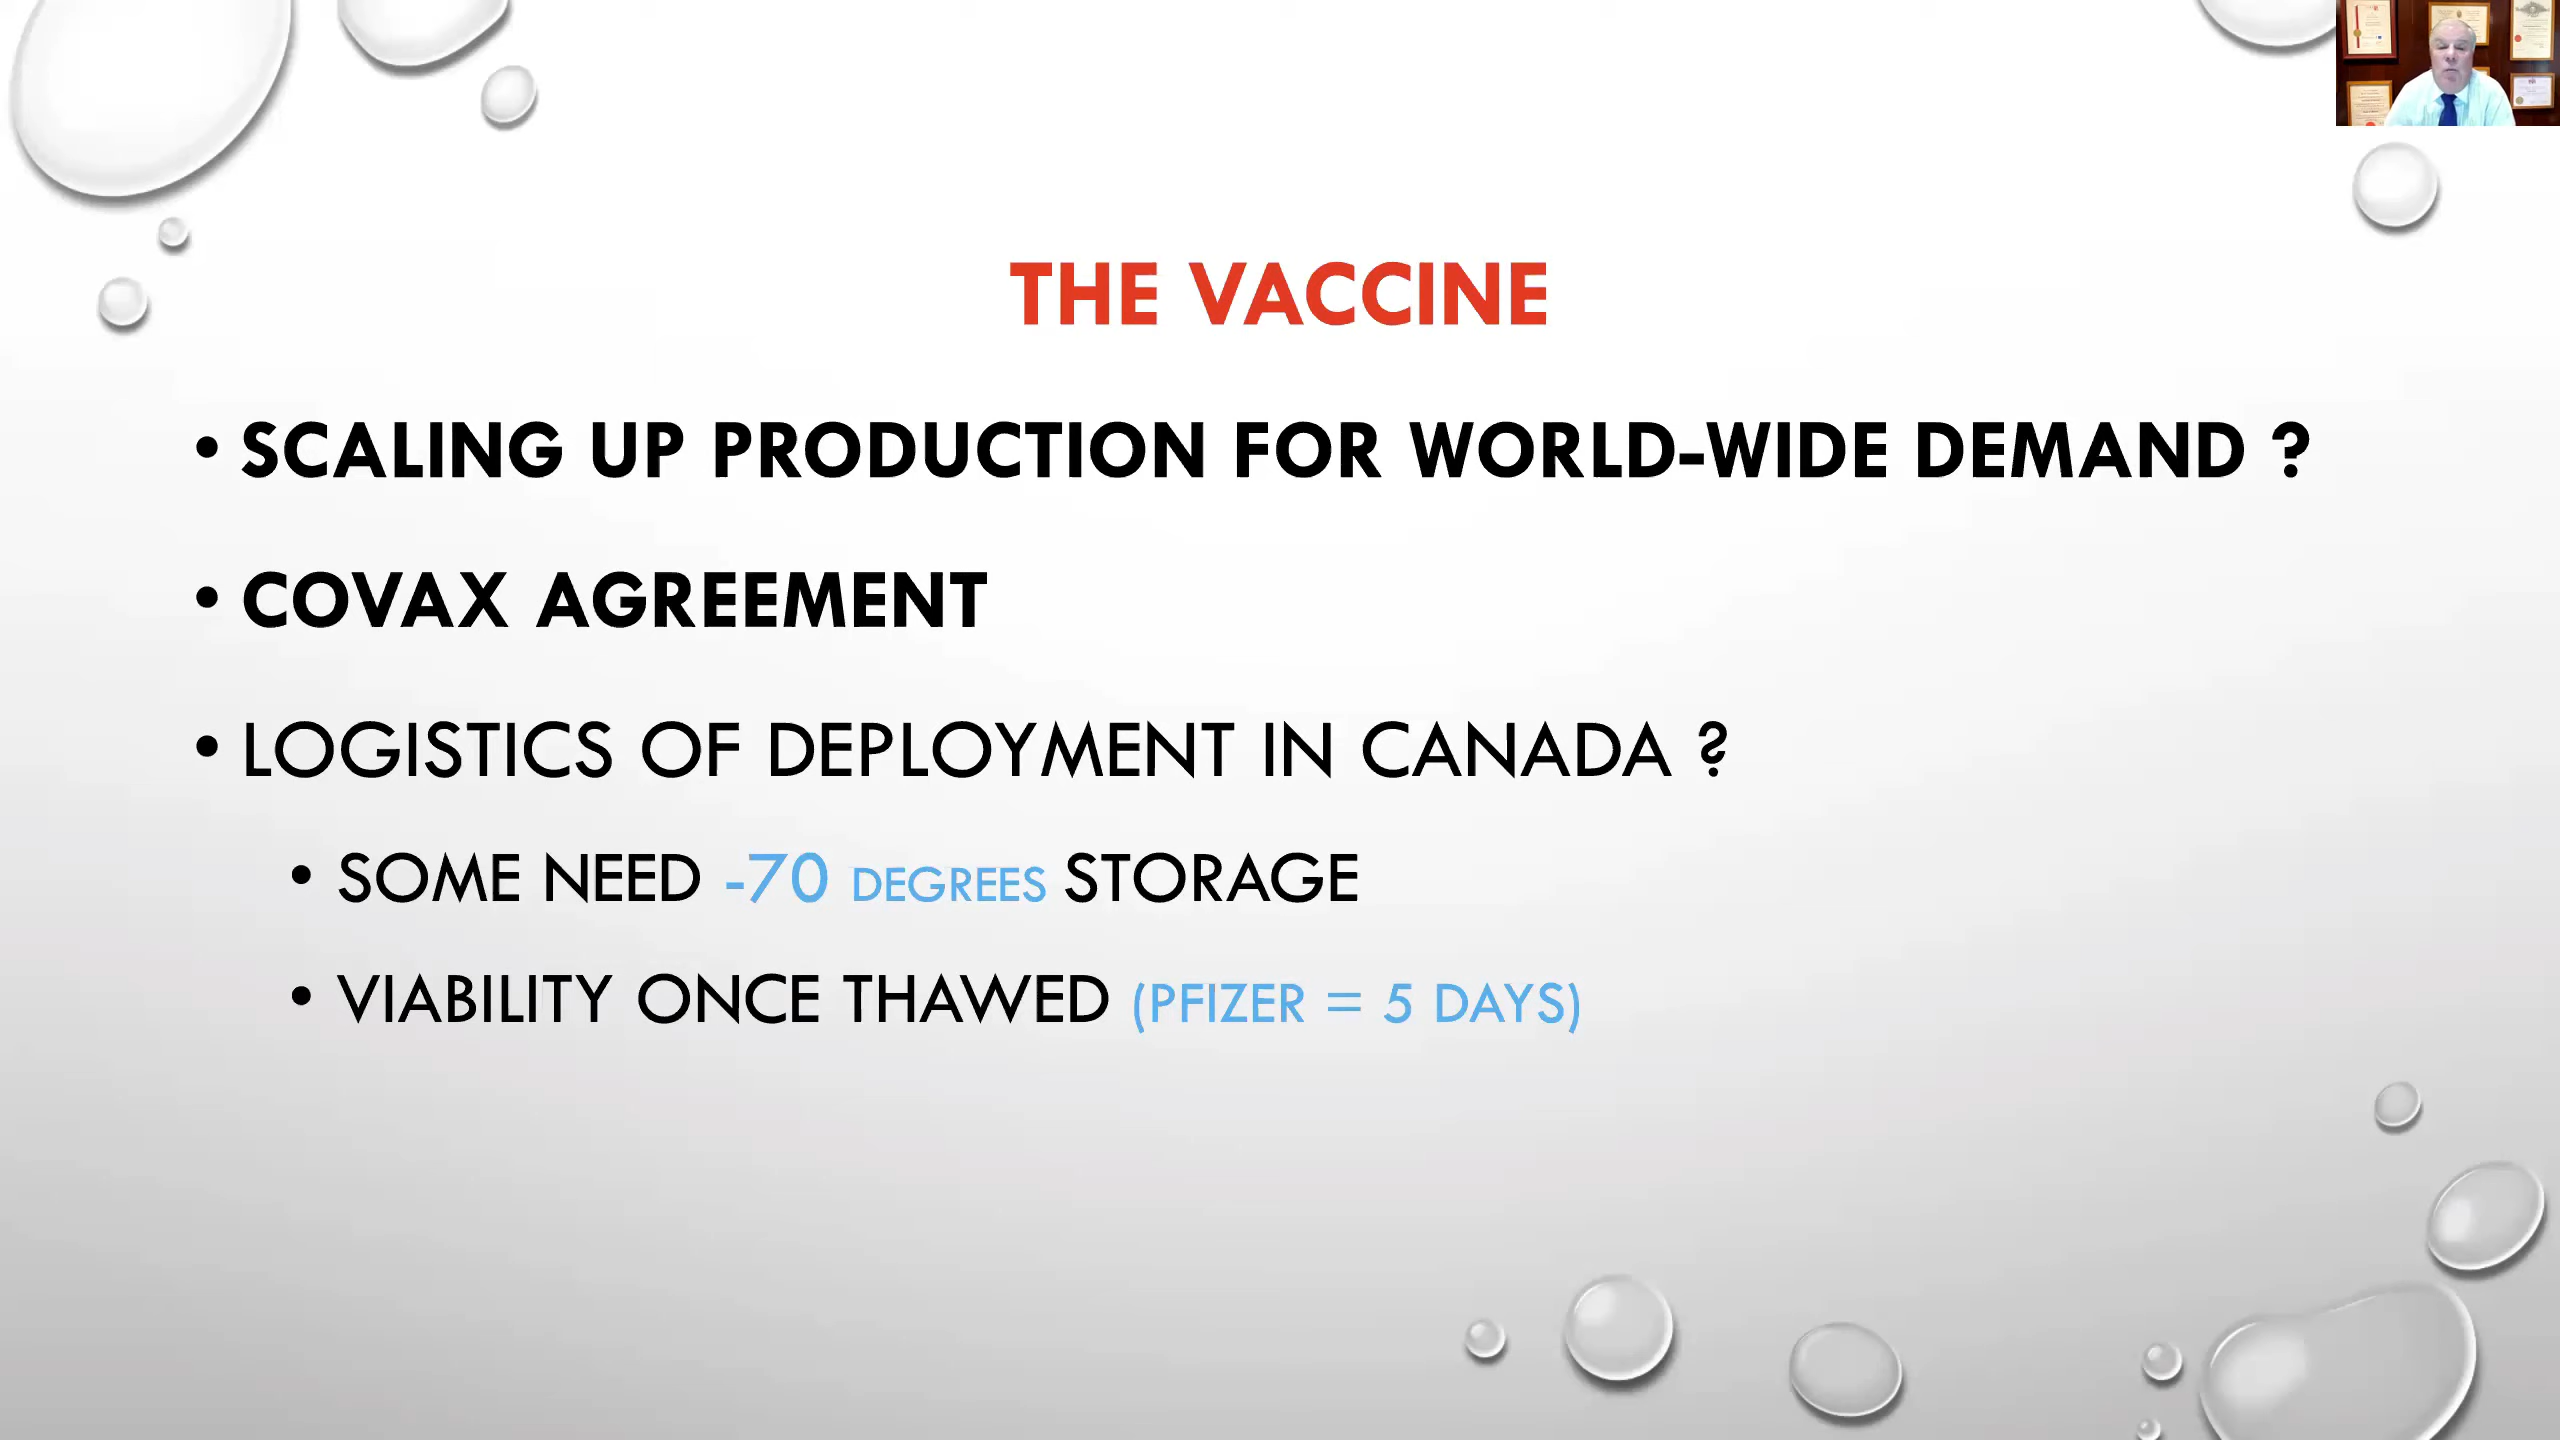 THE VACCINE
• SCALING UP PRODUCTION FOR WORLD-WIDE DEMAND ?
• COVAX AGREEMENT
• LOGISTICS OF DEPLOYMENT IN CANADA ?
• SOME NEED -70 DEGREES STORAGE
• VIABILITY ONCE THAWED (PFIZER = 5 DAYS)